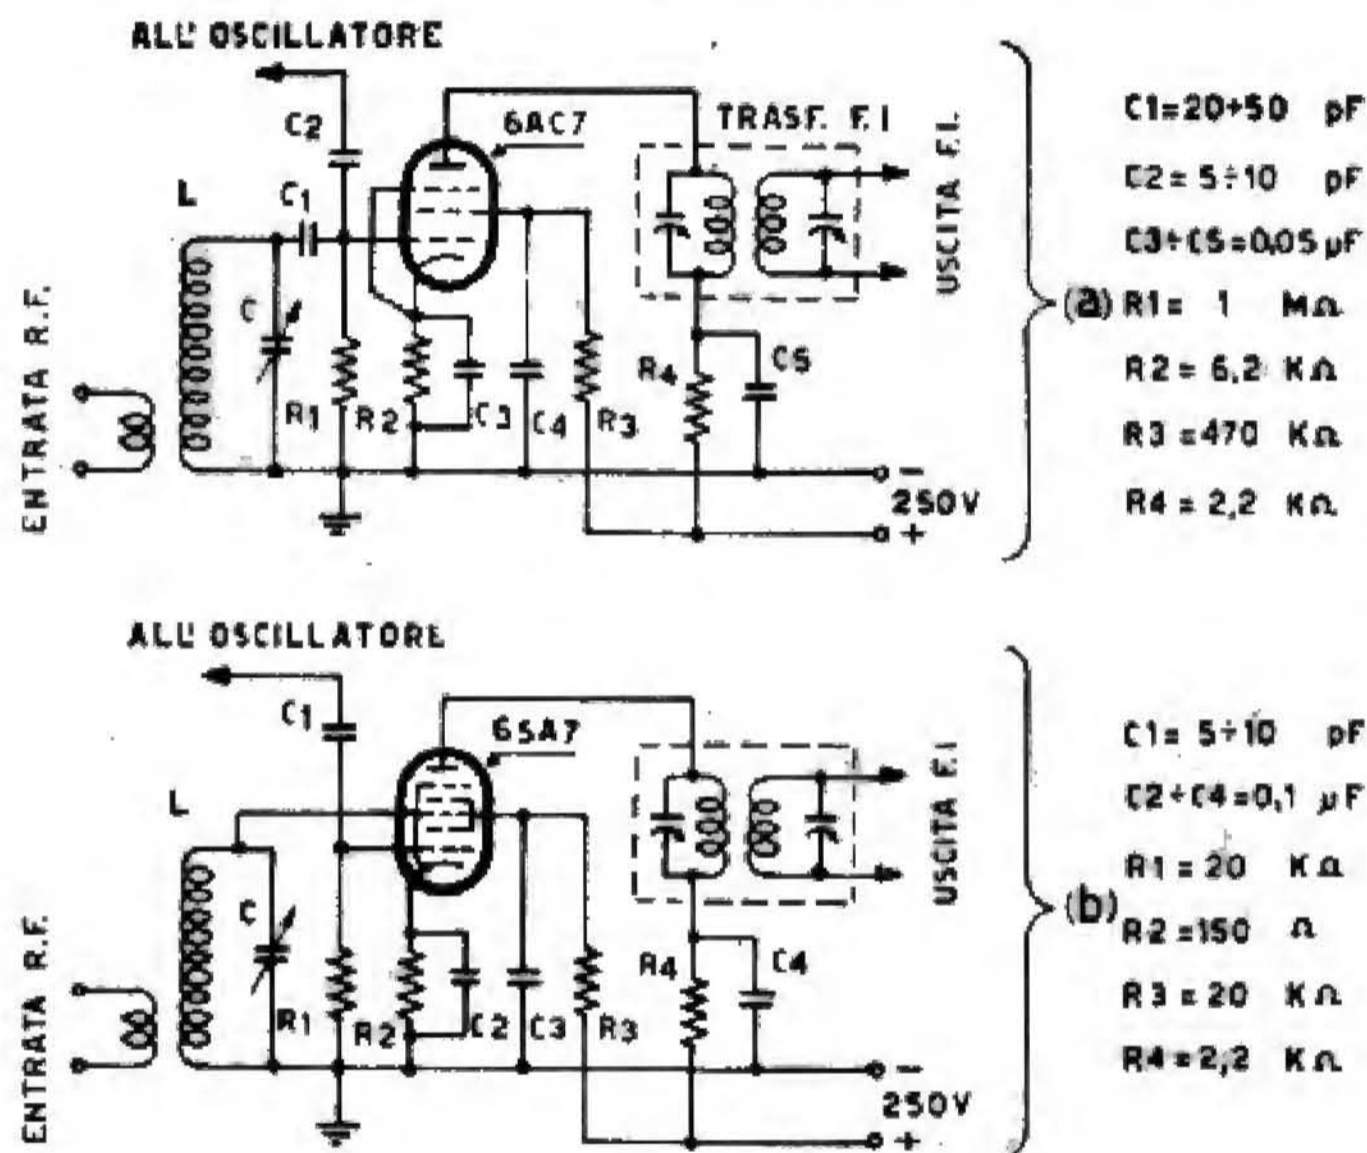 ALL' OSCILLATORE
C2
6AC7
TRASF. F.I
L
C1
C
R1
R2
C3
C4
R3
R4
C5
ENTRATA R.F.
USCITA F.I.
−
250V
+
(a)
C1=20÷50 pF
C2= 5÷10 pF
C3÷C5=0,05 µF
R1= 1 MΩ
R2= 6,2 KΩ
R3=470 KΩ
R4= 2,2 KΩ
ALL' OSCILLATORE
C1
6SA7
L
C
R1
R2
C2
C3
R3
R4
C4
ENTRATA R.F.
USCITA F.I
−
250V
+
(b)
C1= 5÷10 pF
C2÷C4=0,1 µF
R1=20 KΩ
R2=150 Ω
R3=20 KΩ
R4=2,2 KΩ